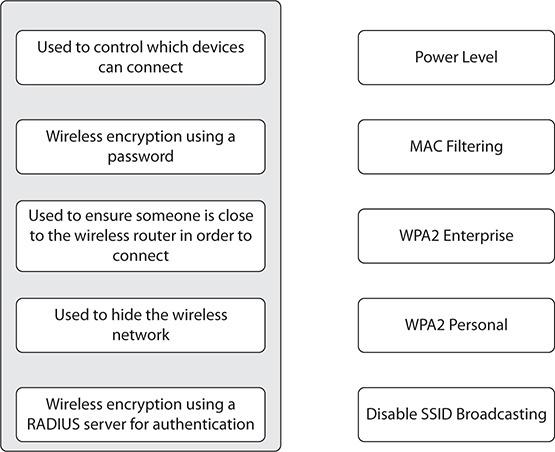 Used to control which devices
can connect
Power Level
Wireless encryption using a
password
MAC Filtering
Used to ensure someone is close
to the wireless router in order to
connect
WPA2 Enterprise
Used to hide the wireless
network
WPA2 Personal
Wireless encryption using a
RADIUS server for authentication
Disable SSID Broadcasting